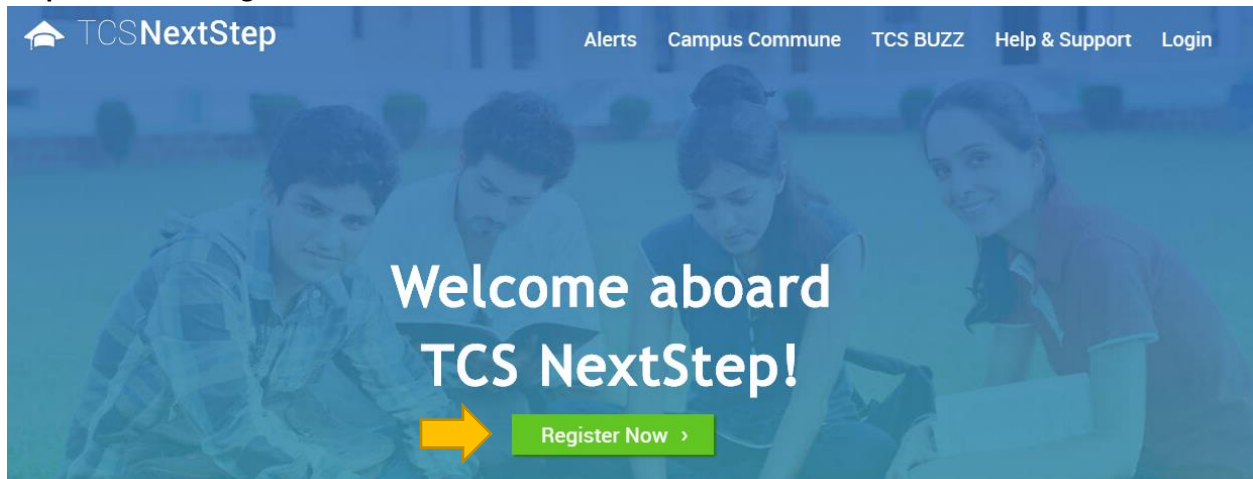 TCSNextStep
Alerts Campus Commune TCS BUZZ Help & Support Login
Welcome aboard
TCS NextStep!
Register Now ›